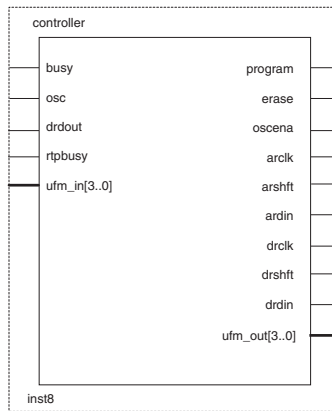 controller
busy
program
osc
erase
drdout
oscena
rtpbusy
arclk
ufm_in[3..0]
arshft
ardin
drclk
drshft
drdin
ufm_out[3..0]
inst8